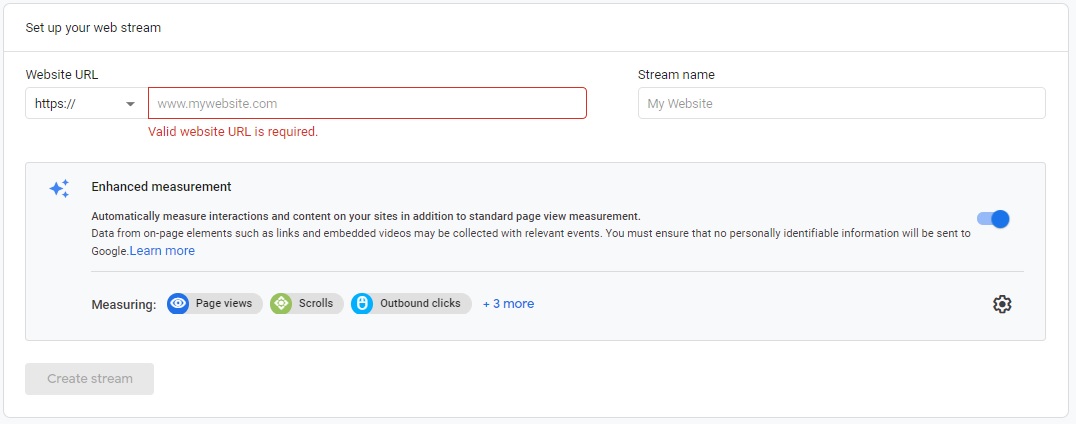 Set up your web stream
Website URL
Stream name
https://
www.mywebsite.com
My Website
Valid website URL is required.
Enhanced measurement
Automatically measure interactions and content on your sites in addition to standard page view measurement.
Data from on-page elements such as links and embedded videos may be collected with relevant events. You must ensure that no personally identifiable information will be sent to
Google.Learn more
Measuring: Page views Scrolls Outbound clicks + 3 more
Create stream